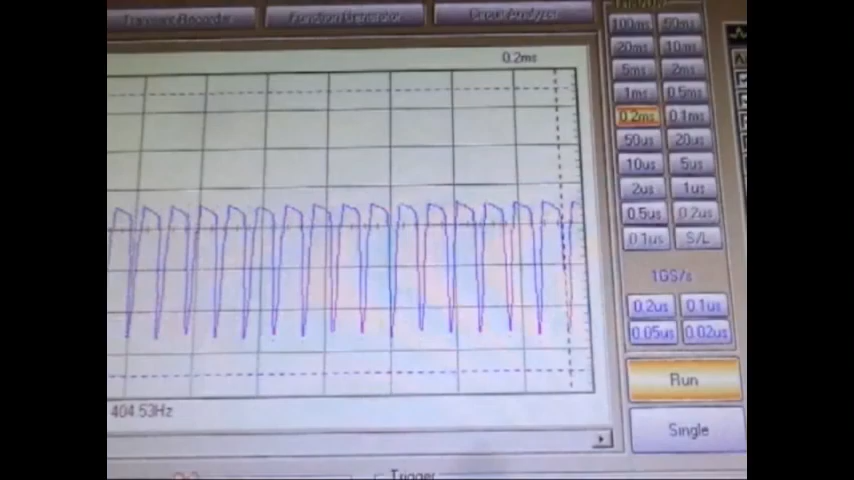 Transient Recorder Function Generator Circuit Analyzer
0.2ms
100ms 50ms
20ms 10ms
5ms 2ms
1ms 0.5ms
0.2ms 0.1ms
50us 20us
10us 5us
2us 1us
0.5us 0.2us
0.1us S/L
1GS/s
0.2us 0.1us
0.05us 0.02us
Run
404.53Hz
Single
Trigger